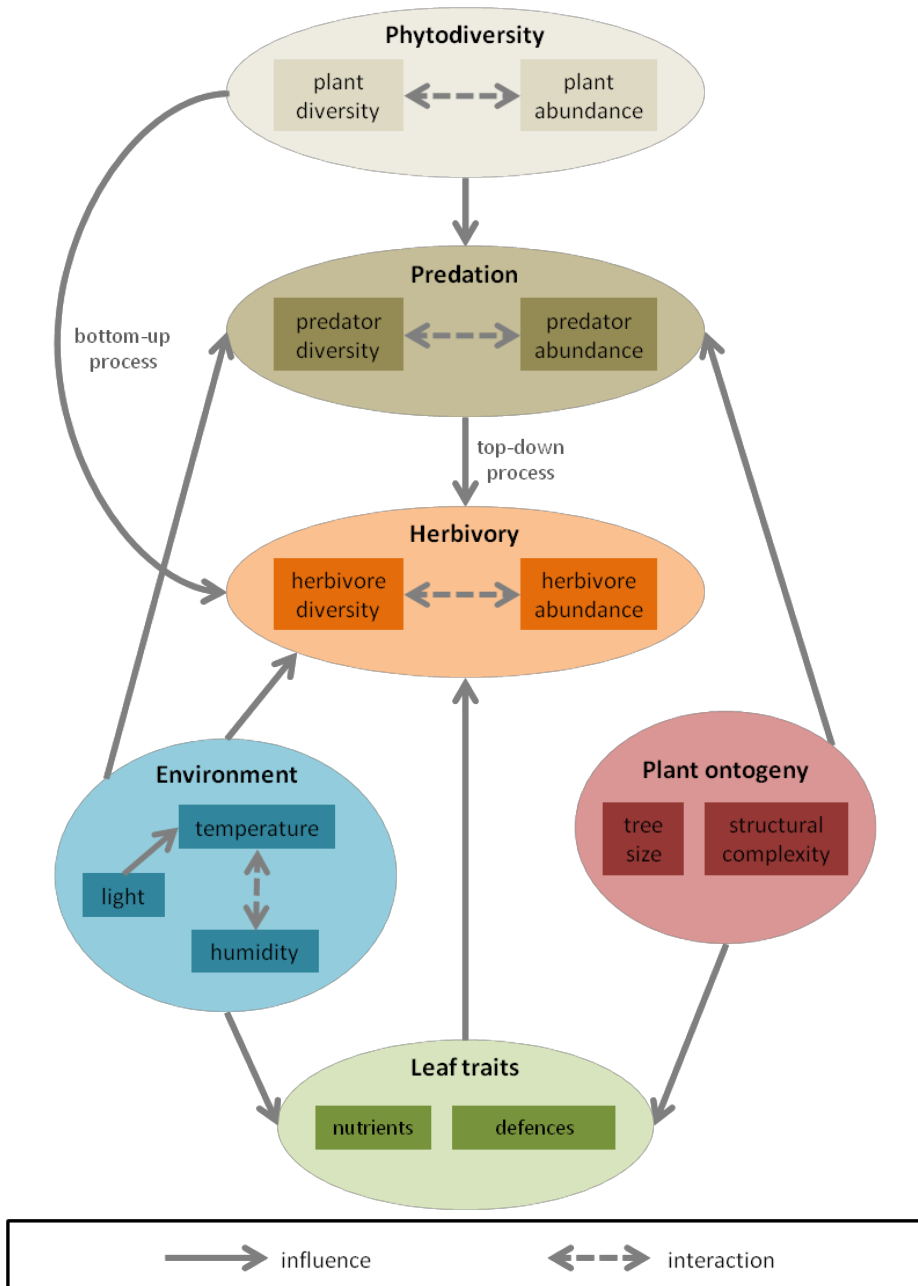 Phytodiversity
plant
diversity
plant
abundance
Predation
predator
diversity
predator
abundance
bottom-up
process
top-down
process
Herbivory
herbivore
diversity
herbivore
abundance
Environment
temperature
light
humidity
Plant ontogeny
tree
size
structural
complexity
Leaf traits
nutrients
defences
influence
interaction